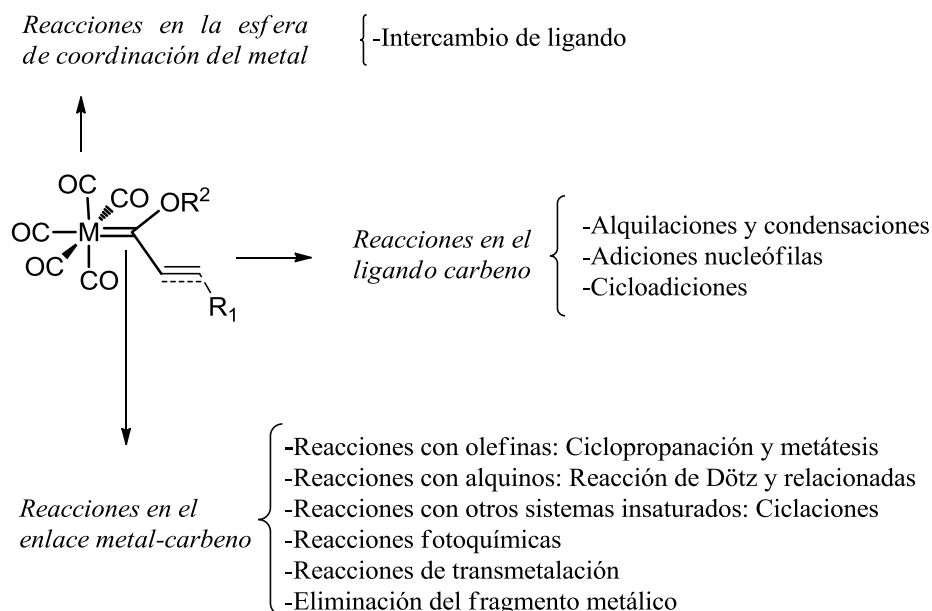 Reacciones en la esfera
de coordinación del metal
-Intercambio de ligando
OC
CO
OR2
OC
M
OC
CO
R1
Reacciones en el
ligando carbeno
-Alquilaciones y condensaciones
-Adiciones nucleófilas
-Cicloadiciones
Reacciones en el
enlace metal-carbeno
-Reacciones con olefinas: Ciclopropanación y metátesis
-Reacciones con alquinos: Reacción de Dötz y relacionadas
-Reacciones con otros sistemas insaturados: Ciclaciones
-Reacciones fotoquímicas
-Reacciones de transmetalación
-Eliminación del fragmento metálico